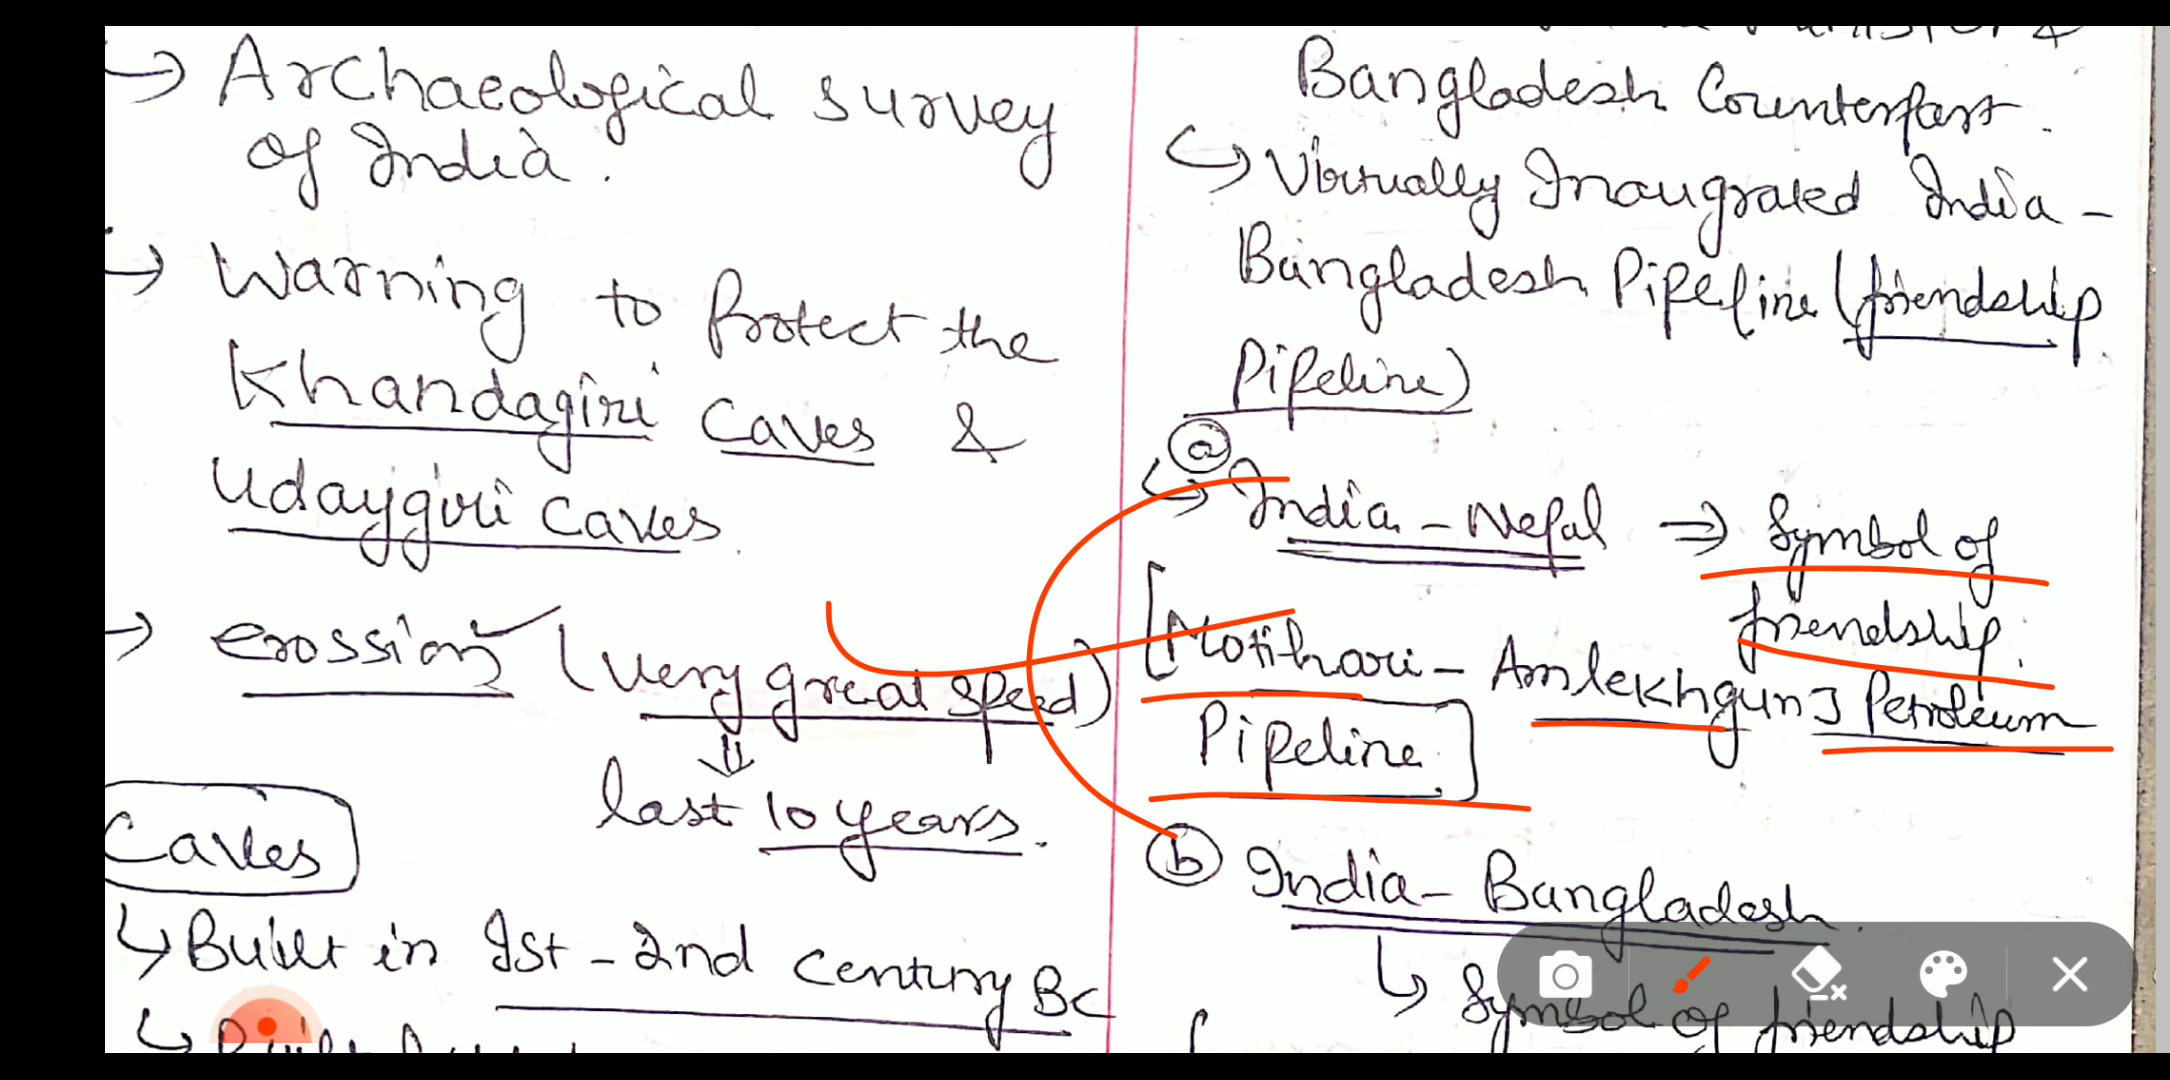 → Archaeological survey
of India.
→ Warning to Protect the
Khandagiri Caves &
Udaygiri Caves.
→ erossion (very great speed)
⇓
last 10 years.
Caves
↳ Built in 1st - 2nd Century BC
Bangladesh Counterpart.
↳ Virtually Inaugrated India -
Bangladesh Pipeline (friendship
Pipeline)
ⓐ
↳ India - Nepal ⇒ Symbol of
friendship.
[Motihari - Amlekhgunj Petroleum
Pipeline]
ⓑ India - Bangladesh.
↳ Symbol of friendship